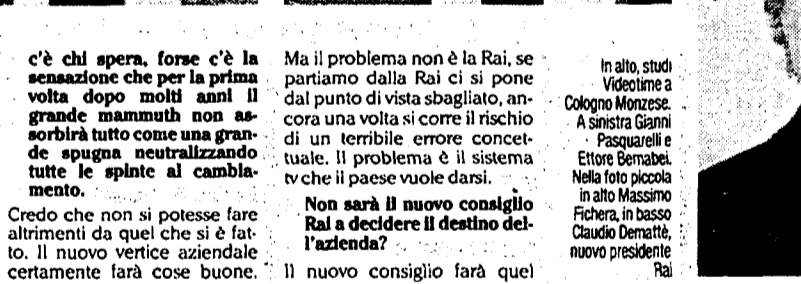 c'è chi spera, forse c'è la
sensazione che per la prima
volta dopo molti anni il
grande mammuth non as-
sorbirà tutto come una gran-
de spugna neutralizzando
tutte le spinte al cambia-
mento.
Credo che non si potesse fare
altrimenti da quel che si è fat-
to. Il nuovo vertice aziendale
certamente farà cose buone.
Ma il problema non è la Rai, se
partiamo dalla Rai ci si pone
dal punto di vista sbagliato, an-
cora una volta si corre il rischio
di un terribile errore concet-
tuale. Il problema è il sistema
tv che il paese vuole darsi.
Non sarà il nuovo consiglio
Rai a decidere il destino del-
l'azienda?
Il nuovo consiglio farà quel
In alto, studi
Videotime a
Cologno Monzese.
A sinistra Gianni
Pasquarelli e
Ettore Bernabei.
Nella foto piccola
in alto Massimo
Fichera, in basso
Claudio Demattè,
nuovo presidente
Rai